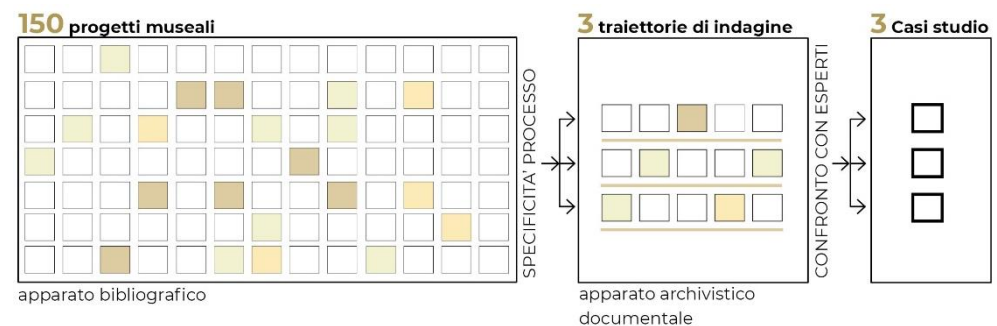 150 progetti museali
3 traiettorie di indagine
3 Casi studio
SPECIFICITA' PROCESSO
CONFRONTO CON ESPERTI
apparato bibliografico
apparato archivistico
documentale